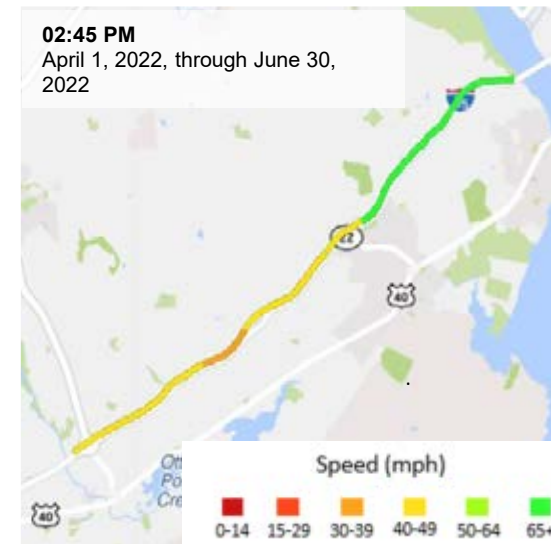 02:45 PM
April 1, 2022, through June 30,
2022
22
40
Speed (mph)
40
0-14 15-29 30-39 40-49 50-64 65+